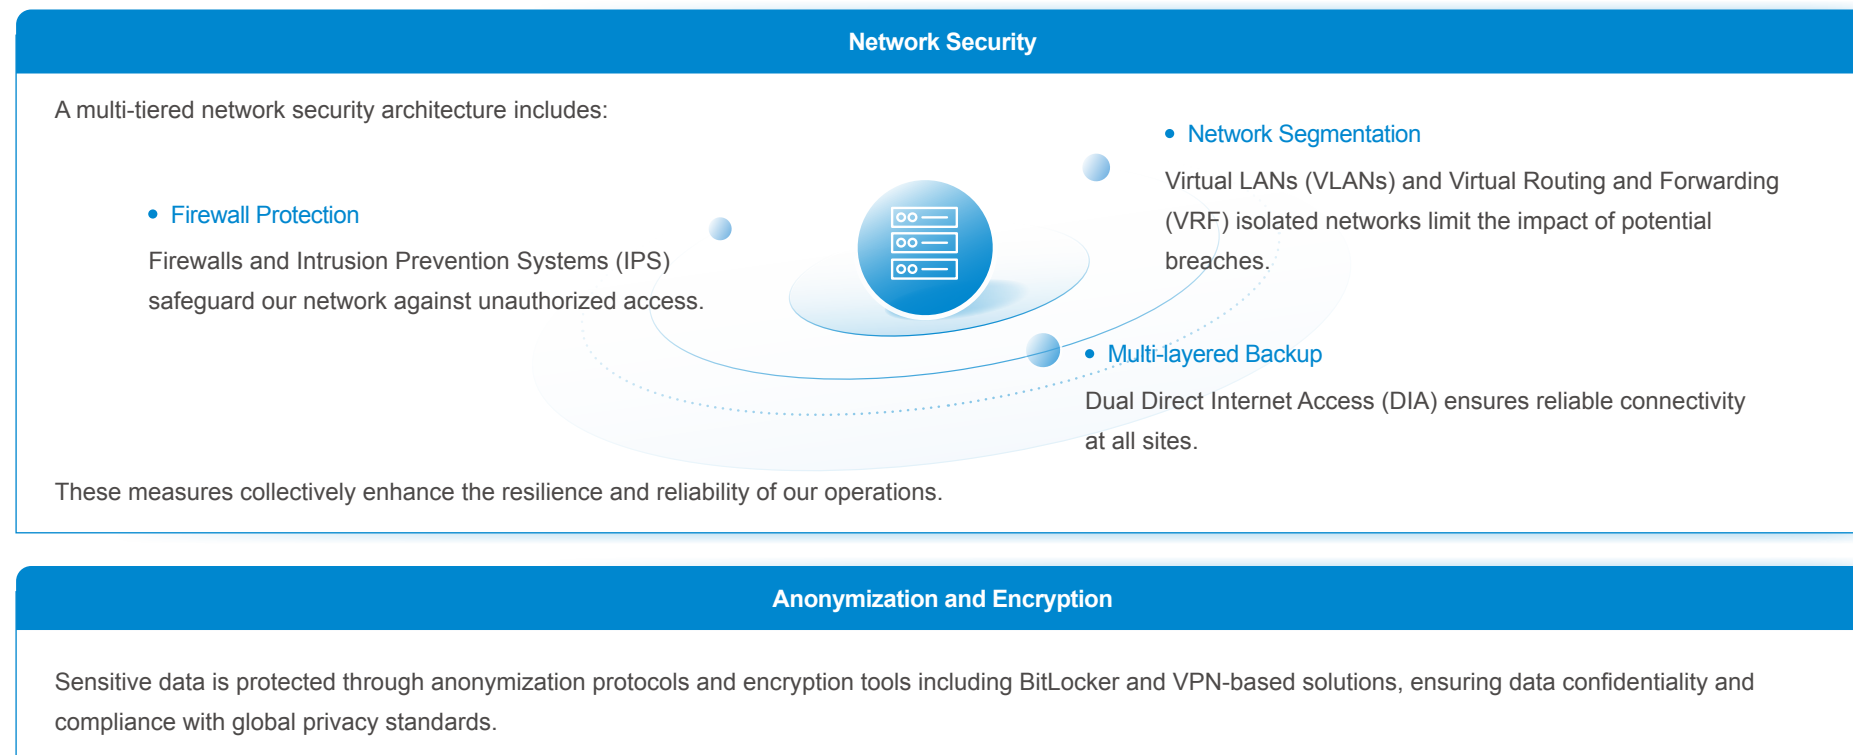 Network Security
A multi-tiered network security architecture includes:
• Firewall Protection
Firewalls and Intrusion Prevention Systems (IPS)
safeguard our network against unauthorized access.
• Network Segmentation
Virtual LANs (VLANs) and Virtual Routing and Forwarding
(VRF) isolated networks limit the impact of potential
breaches.
• Multi-layered Backup
Dual Direct Internet Access (DIA) ensures reliable connectivity
at all sites.
These measures collectively enhance the resilience and reliability of our operations.
Anonymization and Encryption
Sensitive data is protected through anonymization protocols and encryption tools including BitLocker and VPN-based solutions, ensuring data confidentiality and
compliance with global privacy standards.